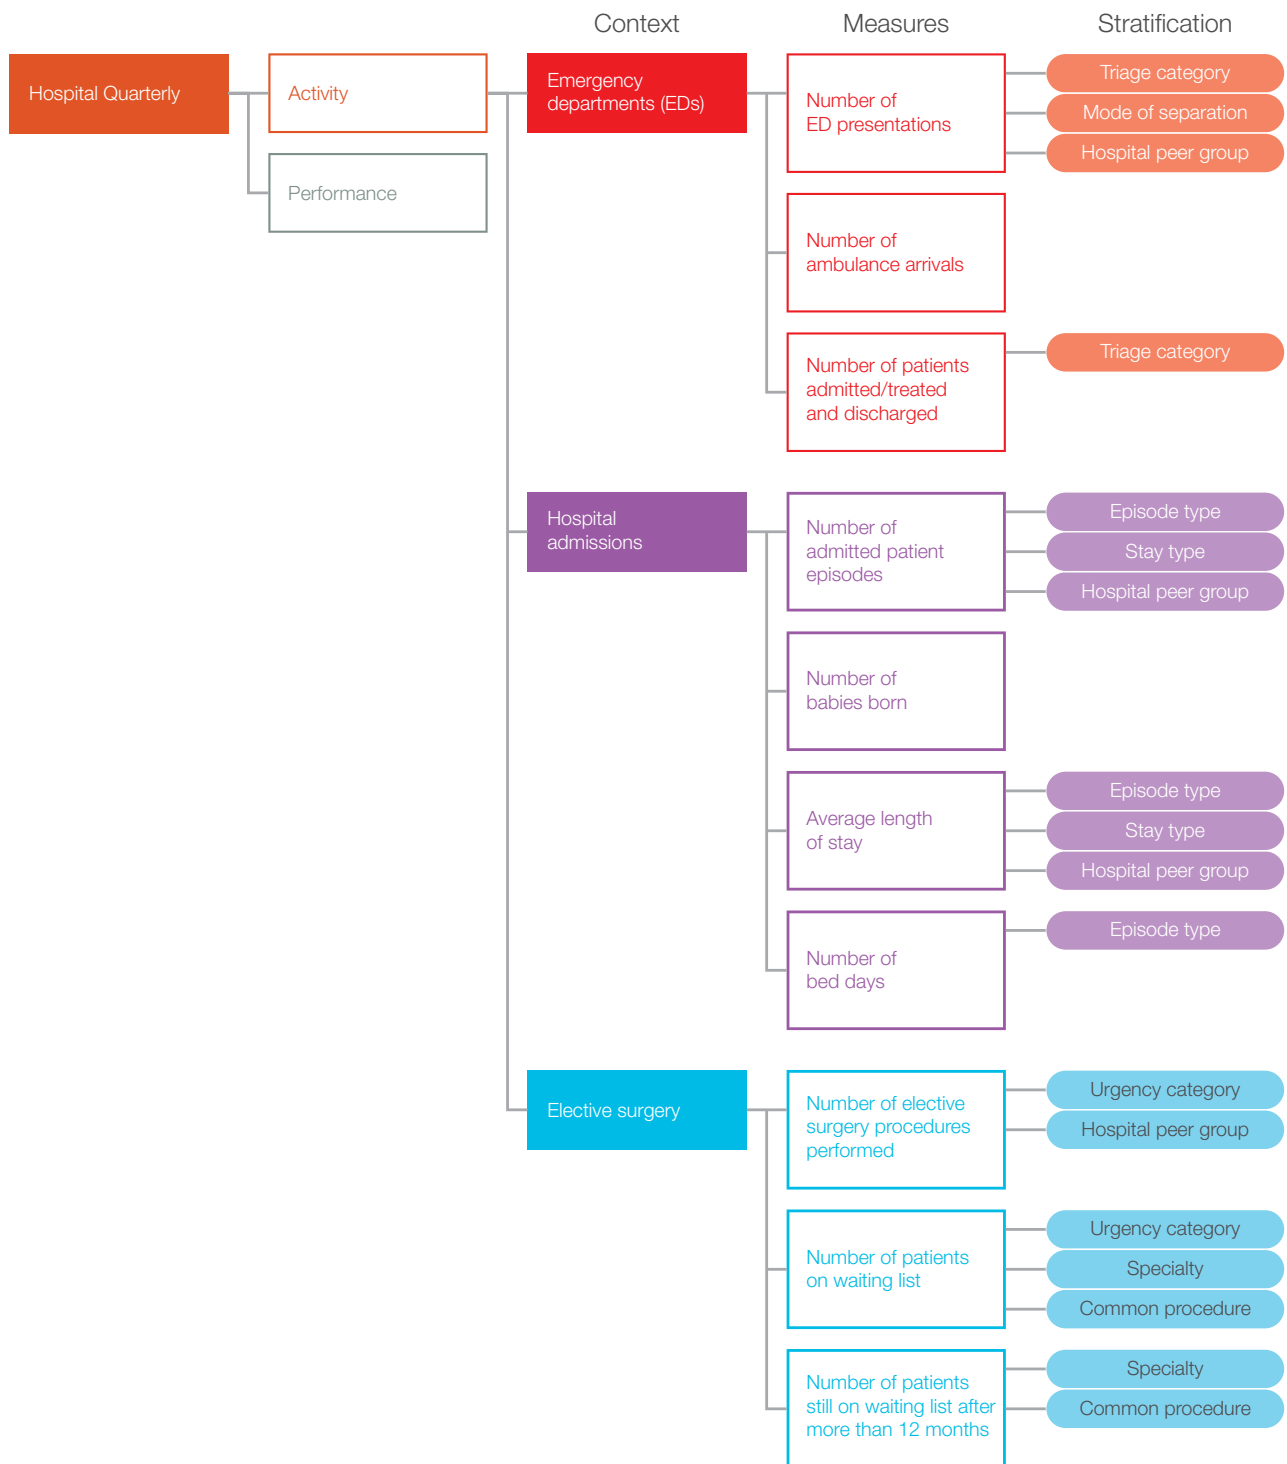 Context
Measures
Stratification
Hospital Quarterly
Activity
Performance
Emergency
departments (EDs)
Number of
ED presentations
Triage category
Mode of separation
Hospital peer group
Number of
ambulance arrivals
Number of patients
admitted/treated
and discharged
Triage category
Hospital
admissions
Number of
admitted patient
episodes
Episode type
Stay type
Hospital peer group
Number of
babies born
Average length
of stay
Episode type
Stay type
Hospital peer group
Number of
bed days
Episode type
Elective surgery
Number of elective
surgery procedures
performed
Urgency category
Hospital peer group
Number of patients
on waiting list
Urgency category
Specialty
Common procedure
Number of patients
still on waiting list after
more than 12 months
Specialty
Common procedure